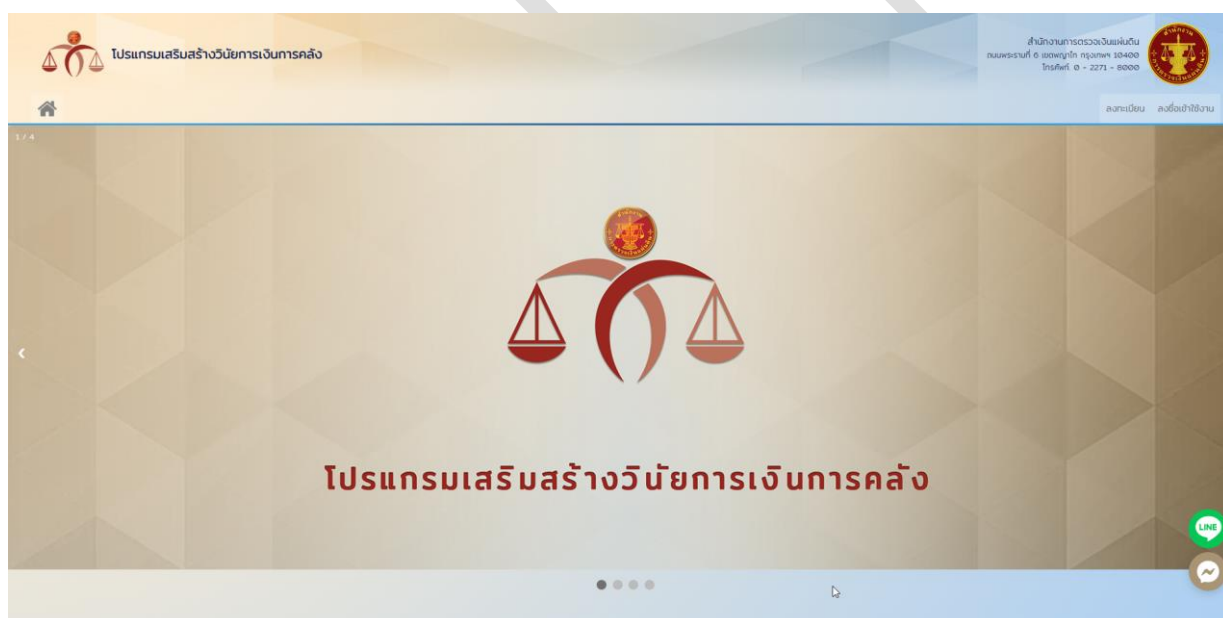 โปรแกรมเสริมสร้างวินัยการเงินการคลัง
สำนักงานการตรวจเงินแผ่นดิน
ถนนพระรามที่ 6 เขตพญาไท กรุงเทพฯ 10400
โทรศัพท์ 0 - 2271 - 8000
ลงทะเบียน ลงชื่อเข้าใช้งาน
1 / 4
โปรแกรมเสริมสร้างวินัยการเงินการคลัง
LINE